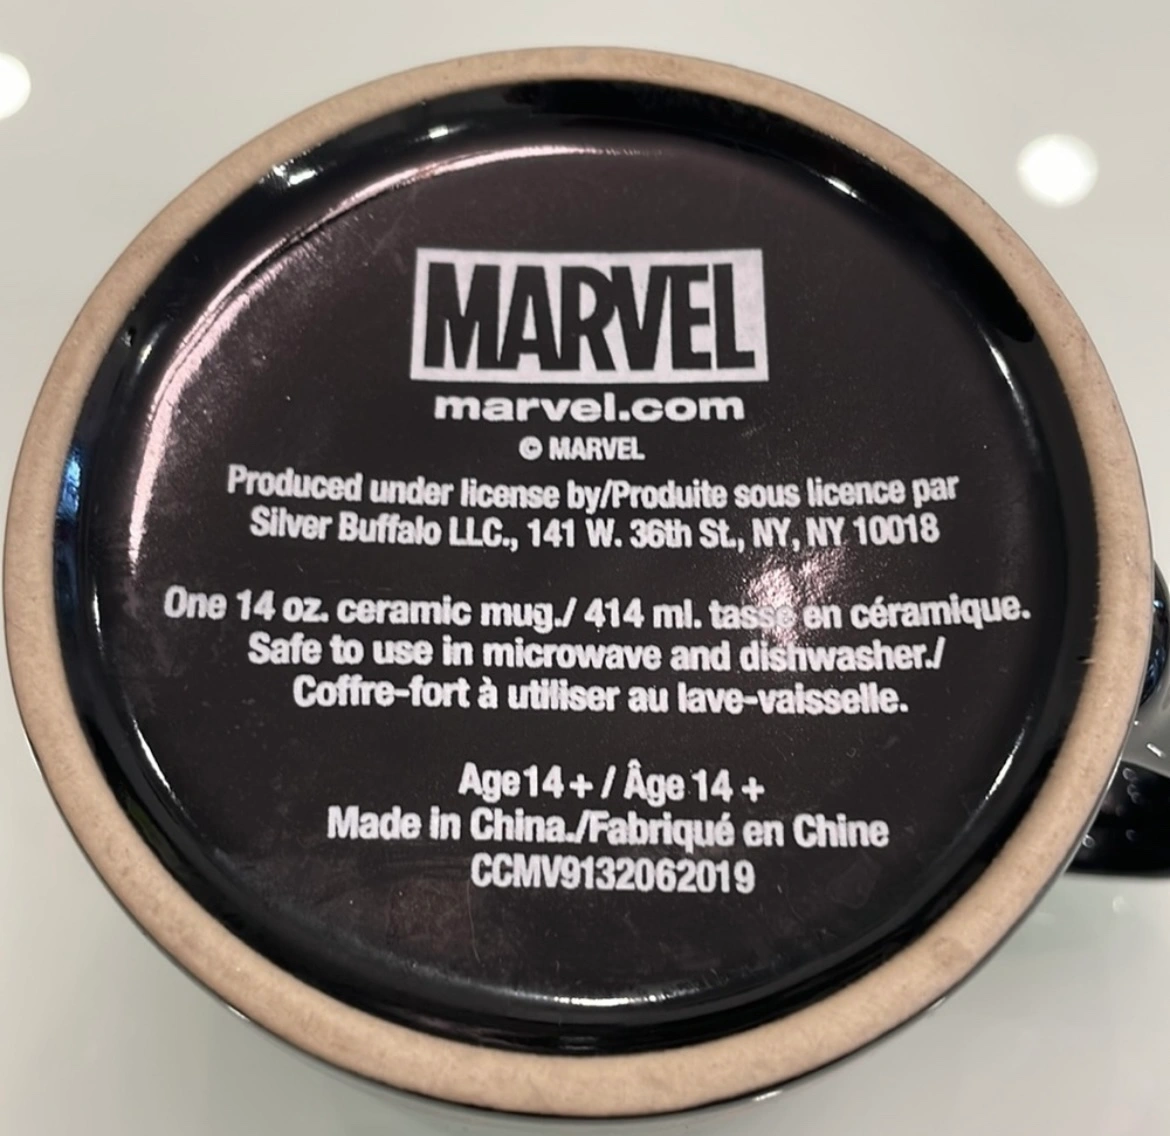 MARVEL
marvel.com
© MARVEL
Produced under license by/Produite sous licence par
Silver Buffalo LLC., 141 W. 36th St., NY, NY 10018
One 14 oz. ceramic mug./ 414 ml. tasse en céramique.
Safe to use in microwave and dishwasher./
Coffre-fort à utiliser au lave-vaisselle.
Age14+ / Âge 14 +
Made in China./Fabriqué en Chine
CCMV9132062019